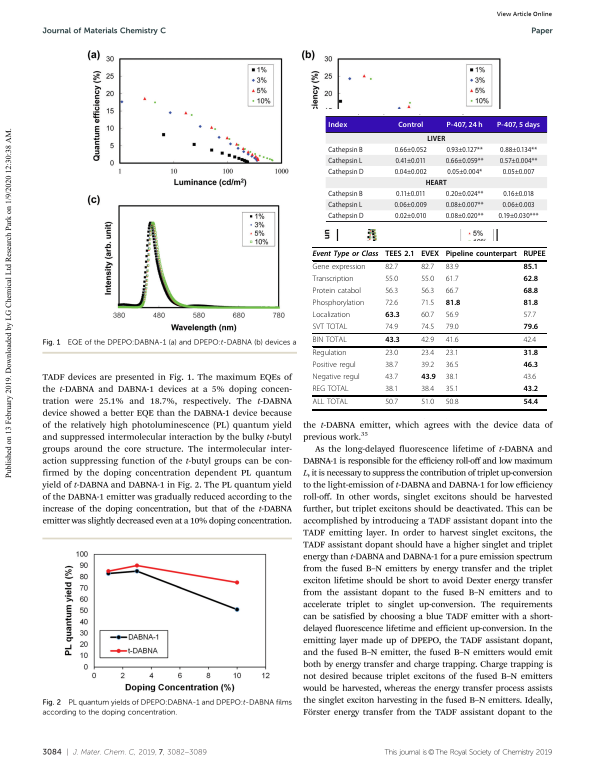 View Article Online
Journal of Materials Chemistry C
Paper
Published on 13 February 2019. Downloaded by LG Chemical Ltd Research Park on 1/9/2020 12:30:38 AM.
(a)
30
25
20
15
10
5
0
Quantum efficiency (%)
1%
3%
5%
10%
1
10
100
1000
Luminance (cd/m²)
(c)
Intensity (arb. unit)
1%
3%
5%
10%
380
480
580
680
780
Wavelength (nm)
Fig. 1 EQE of the DPEPO:DABNA-1 (a) and DPEPO:t-DABNA (b) devices a
(b)
30
25
20
15
10
ciency (%)
1%
3%
5%
10%
Index Control P-407, 24 h P-407, 5 days
LIVER
Cathepsin B 0.66±0.052 0.93±0.127** 0.88±0.134**
Cathepsin L 0.41±0.011 0.66±0.059** 0.57±0.004**
Cathepsin D 0.04±0.002 0.05±0.004* 0.05±0.007
HEART
Cathepsin B 0.11±0.011 0.20±0.024** 0.16±0.018
Cathepsin L 0.06±0.009 0.08±0.007** 0.06±0.003
Cathepsin D 0.02±0.010 0.08±0.020** 0.19±0.030***
un
5%
Event Type or Class TEES 2.1 EVEX Pipeline counterpart RUPEE
Gene expression 82.7 82.7 83.9 85.1
Transcription 55.0 55.0 61.7 62.8
Protein catabol 56.3 56.3 66.7 68.8
Phosphorylation 72.6 71.5 81.8 81.8
Localization 63.3 60.7 56.9 57.7
SVT TOTAL 74.9 74.5 79.0 79.6
BIN TOTAL 43.3 42.9 41.6 42.4
Regulation 23.0 23.4 23.1 31.8
Positive regul 38.7 39.2 36.5 46.3
Negative regul 43.7 43.9 38.1 43.6
REG TOTAL 38.1 38.4 35.1 43.2
ALL TOTAL 50.7 51.0 50.8 54.4
TADF devices are presented in Fig. 1. The maximum EQEs of
the t-DABNA and DABNA-1 devices at a 5% doping concen-
tration were 25.1% and 18.7%, respectively. The t-DABNA
device showed a better EQE than the DABNA-1 device because
of the relatively high photoluminescence (PL) quantum yield
and suppressed intermolecular interaction by the bulky t-butyl
groups around the core structure. The intermolecular inter-
action suppressing function of the t-butyl groups can be con-
firmed by the doping concentration dependent PL quantum
yield of t-DABNA and DABNA-1 in Fig. 2. The PL quantum yield
of the DABNA-1 emitter was gradually reduced according to the
increase of the doping concentration, but that of the t-DABNA
emitter was slightly decreased even at a 10% doping concentration.
100
90
80
70
60
50
40
30
20
10
0
PL quantum yield (%)
DABNA-1
t-DABNA
0
2
4
6
8
10
12
Doping Concentration (%)
Fig. 2 PL quantum yields of DPEPO:DABNA-1 and DPEPO:t-DABNA films
according to the doping concentration.
the t-DABNA emitter, which agrees with the device data of
previous work.³⁵
As the long-delayed fluorescence lifetime of t-DABNA and
DABNA-1 is responsible for the efficiency roll-off and low maximum
L, it is necessary to suppress the contribution of triplet up-conversion
to the light-emission of t-DABNA and DABNA-1 for low efficiency
roll-off. In other words, singlet excitons should be harvested
further, but triplet excitons should be deactivated. This can be
accomplished by introducing a TADF assistant dopant into the
TADF emitting layer. In order to harvest singlet excitons, the
TADF assistant dopant should have a higher singlet and triplet
energy than t-DABNA and DABNA-1 for a pure emission spectrum
from the fused B–N emitters by energy transfer and the triplet
exciton lifetime should be short to avoid Dexter energy transfer
from the assistant dopant to the fused B–N emitters and to
accelerate triplet to singlet up-conversion. The requirements
can be satisfied by choosing a blue TADF emitter with a short-
delayed fluorescence lifetime and efficient up-conversion. In the
emitting layer made up of DPEPO, the TADF assistant dopant,
and the fused B–N emitter, the fused B–N emitters would emit
both by energy transfer and charge trapping. Charge trapping is
not desired because triplet excitons of the fused B–N emitters
would be harvested, whereas the energy transfer process assists
the singlet exciton harvesting in the fused B–N emitters. Ideally,
Förster energy transfer from the TADF assistant dopant to the
3084 | J. Mater. Chem. C, 2019, 7, 3082–3089
This journal is © The Royal Society of Chemistry 2019